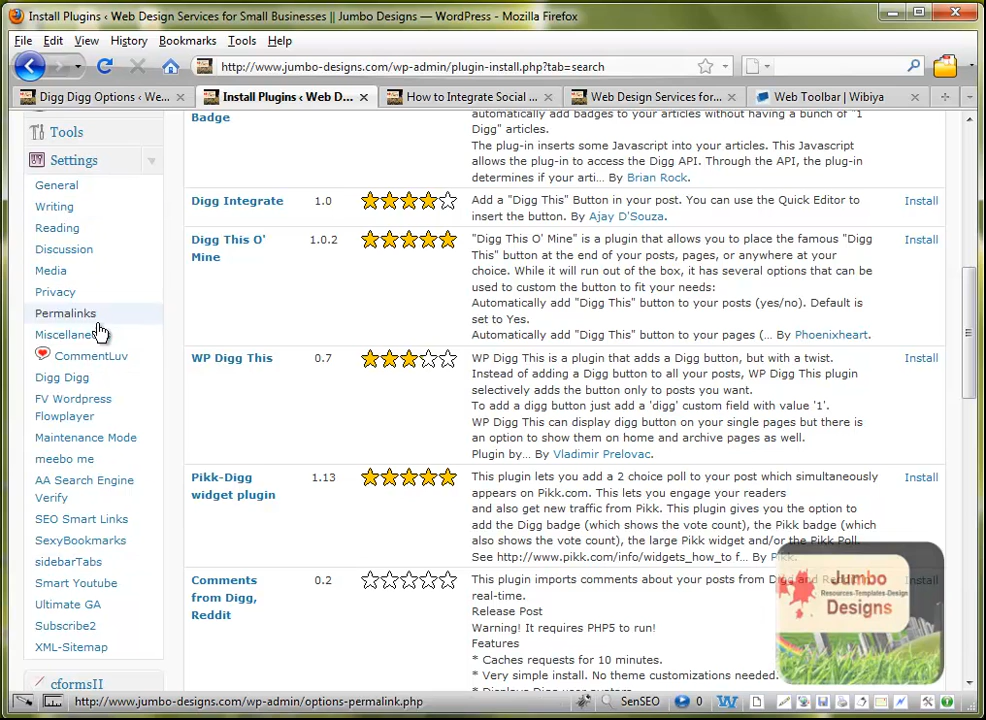 Install Plugins ‹ Web Design Services for Small Businesses || Jumbo Designs — WordPress - Mozilla Firefox
File Edit View History Bookmarks Tools Help
http://www.jumbo-designs.com/wp-admin/plugin-install.php?tab=search
Digg Digg Options ‹ We... Install Plugins ‹ Web D... How to Integrate Social ... Web Design Services for... Web Toolbar | Wibiya
Tools
Settings
General
Writing
Reading
Discussion
Media
Privacy
Permalinks
CommentLuv
Digg Digg
FV Wordpress
Flowplayer
Maintenance Mode
meebo me
AA Search Engine
Verify
SEO Smart Links
SexyBookmarks
sidebarTabs
Smart Youtube
Ultimate GA
Subscribe2
XML-Sitemap
cformsII
Badge
automatically add badges to your articles without having a bunch of "1
Digg" articles.
The plug-in inserts some Javascript into your articles. This Javascript
allows the plug-in to access the Digg API. Through the API, the plug-in
determines if your arti... By Brian Rock.
Digg Integrate 1.0 Add a "Digg This" Button in your post. You can use the Quick Editor to Install
insert the button. By Ajay D'Souza.
Digg This O' 1.0.2 "Digg This O' Mine" is a plugin that allows you to place the famous "Digg Install
Mine This" button at the end of your posts, pages, or anywhere at your
choice. While it will run out of the box, it has several options that can be
used to custom the button to fit your needs:
Automatically add "Digg This" button to your posts (yes/no). Default is
set to Yes.
Automatically add "Digg This" button to your pages (... By Phoenixheart.
WP Digg This 0.7 WP Digg This is a plugin that adds a Digg button, but with a twist. Install
Instead of adding a Digg button to all your posts, WP Digg This plugin
selectively adds the button only to posts you want.
To add a digg button just add a 'digg' custom field with value '1'.
WP Digg This can display digg button on your single pages but there is
an option to show them on home and archive pages as well.
Plugin by... By Vladimir Prelovac.
Pikk-Digg 1.13 This plugin lets you add a 2 choice poll to your post which simultaneously Install
widget plugin appears on Pikk.com. This lets you engage your readers
and also get new traffic from Pikk. This plugin gives you the option to
add the Digg badge (which shows the vote count), the Pikk badge (which
also shows the vote count), the large Pikk widget and/or the Pikk Poll.
See http://www.pikk.com/info/widgets_how_to f... By Pikk.
Comments 0.2 This plugin imports comments about your posts from Digg and Reddit in Install
from Digg, real-time.
Reddit Release Post
Warning! It requires PHP5 to run!
Features
* Caches requests for 10 minutes.
* Very simple install. No theme customizations needed.
Jumbo
Resources-Templates-Design
Designs
http://www.jumbo-designs.com/wp-admin/options-permalink.php SenSEO 0